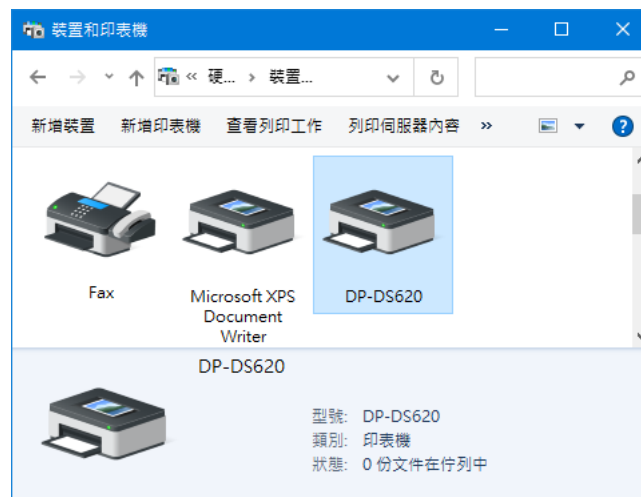 裝置和印表機
« 硬... › 裝置...
新增裝置 新增印表機 查看列印工作 列印伺服器內容 »
Fax
Microsoft XPS
Document
Writer
DP-DS620
DP-DS620
型號: DP-DS620
類別: 印表機
狀態: 0 份文件在佇列中